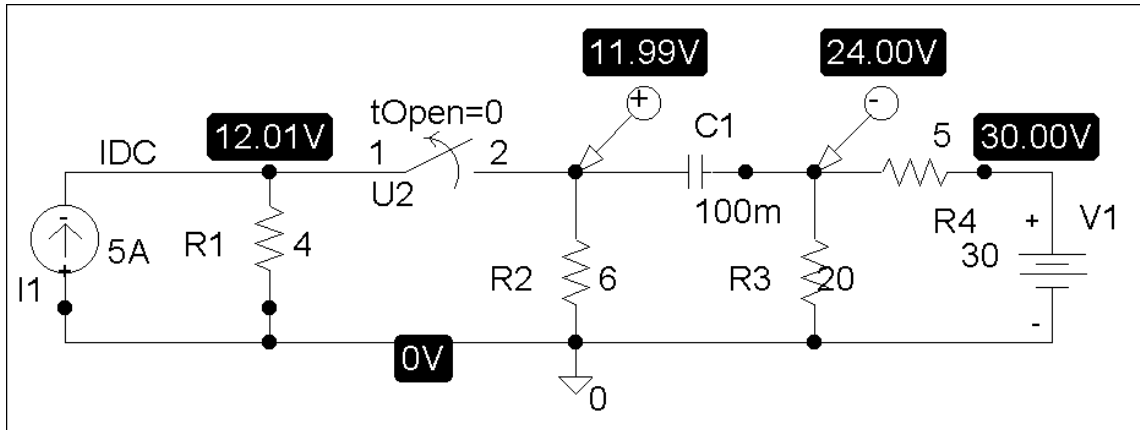 11.99V
24.00V
+
-
tOpen=0
C1
12.01V
30.00V
IDC
1
2
5
U2
100m
-
+
5A
I1
R1
4
R2
6
R3
20
R4
30
+
V1
-
0V
0